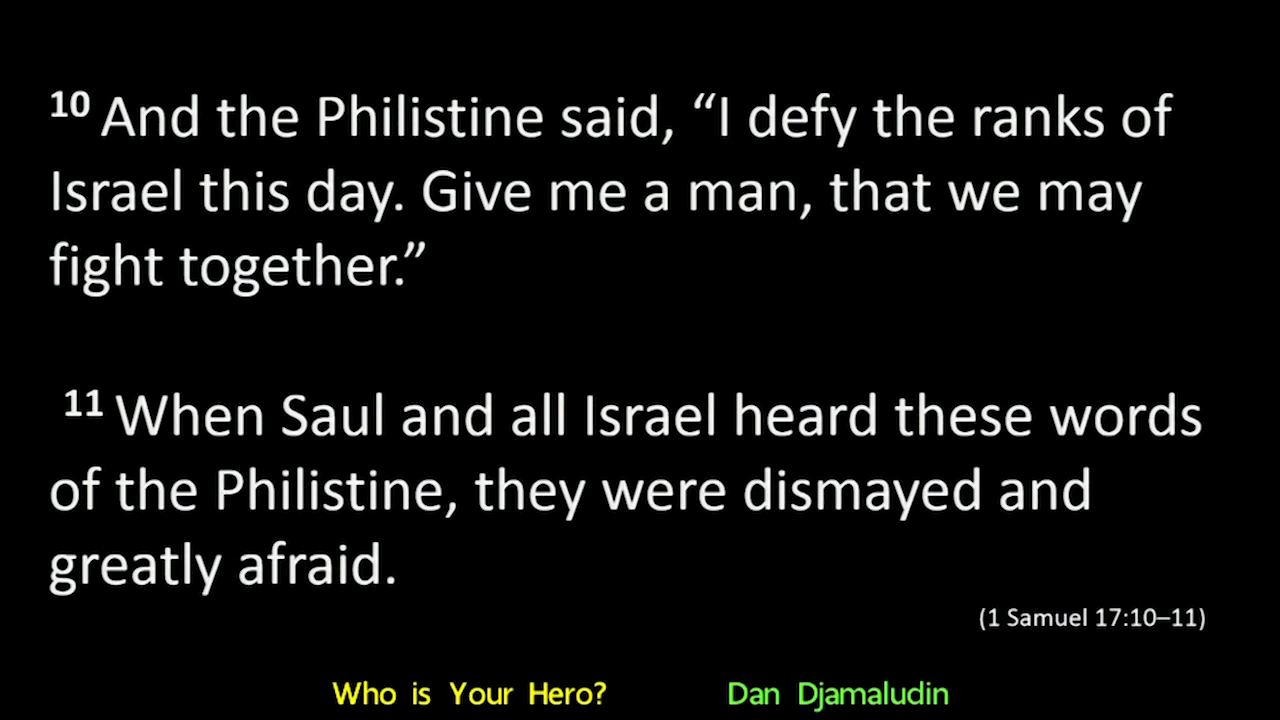 10 And the Philistine said, “I defy the ranks of
Israel this day. Give me a man, that we may
fight together.”
11 When Saul and all Israel heard these words
of the Philistine, they were dismayed and
greatly afraid.
(1 Samuel 17:10–11)
Who is Your Hero? Dan Djamaludin